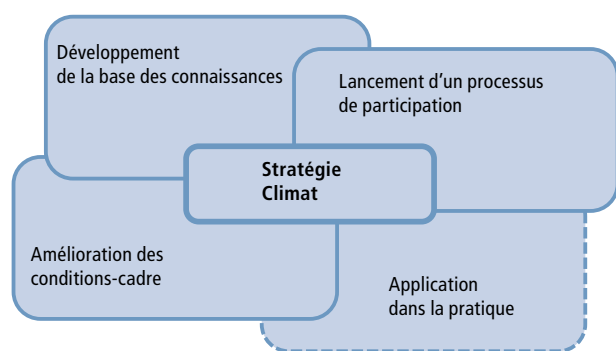 Développement
de la base des connaissances
Lancement d’un processus
de participation
Stratégie
Climat
Amélioration des
conditions-cadre
Application
dans la pratique